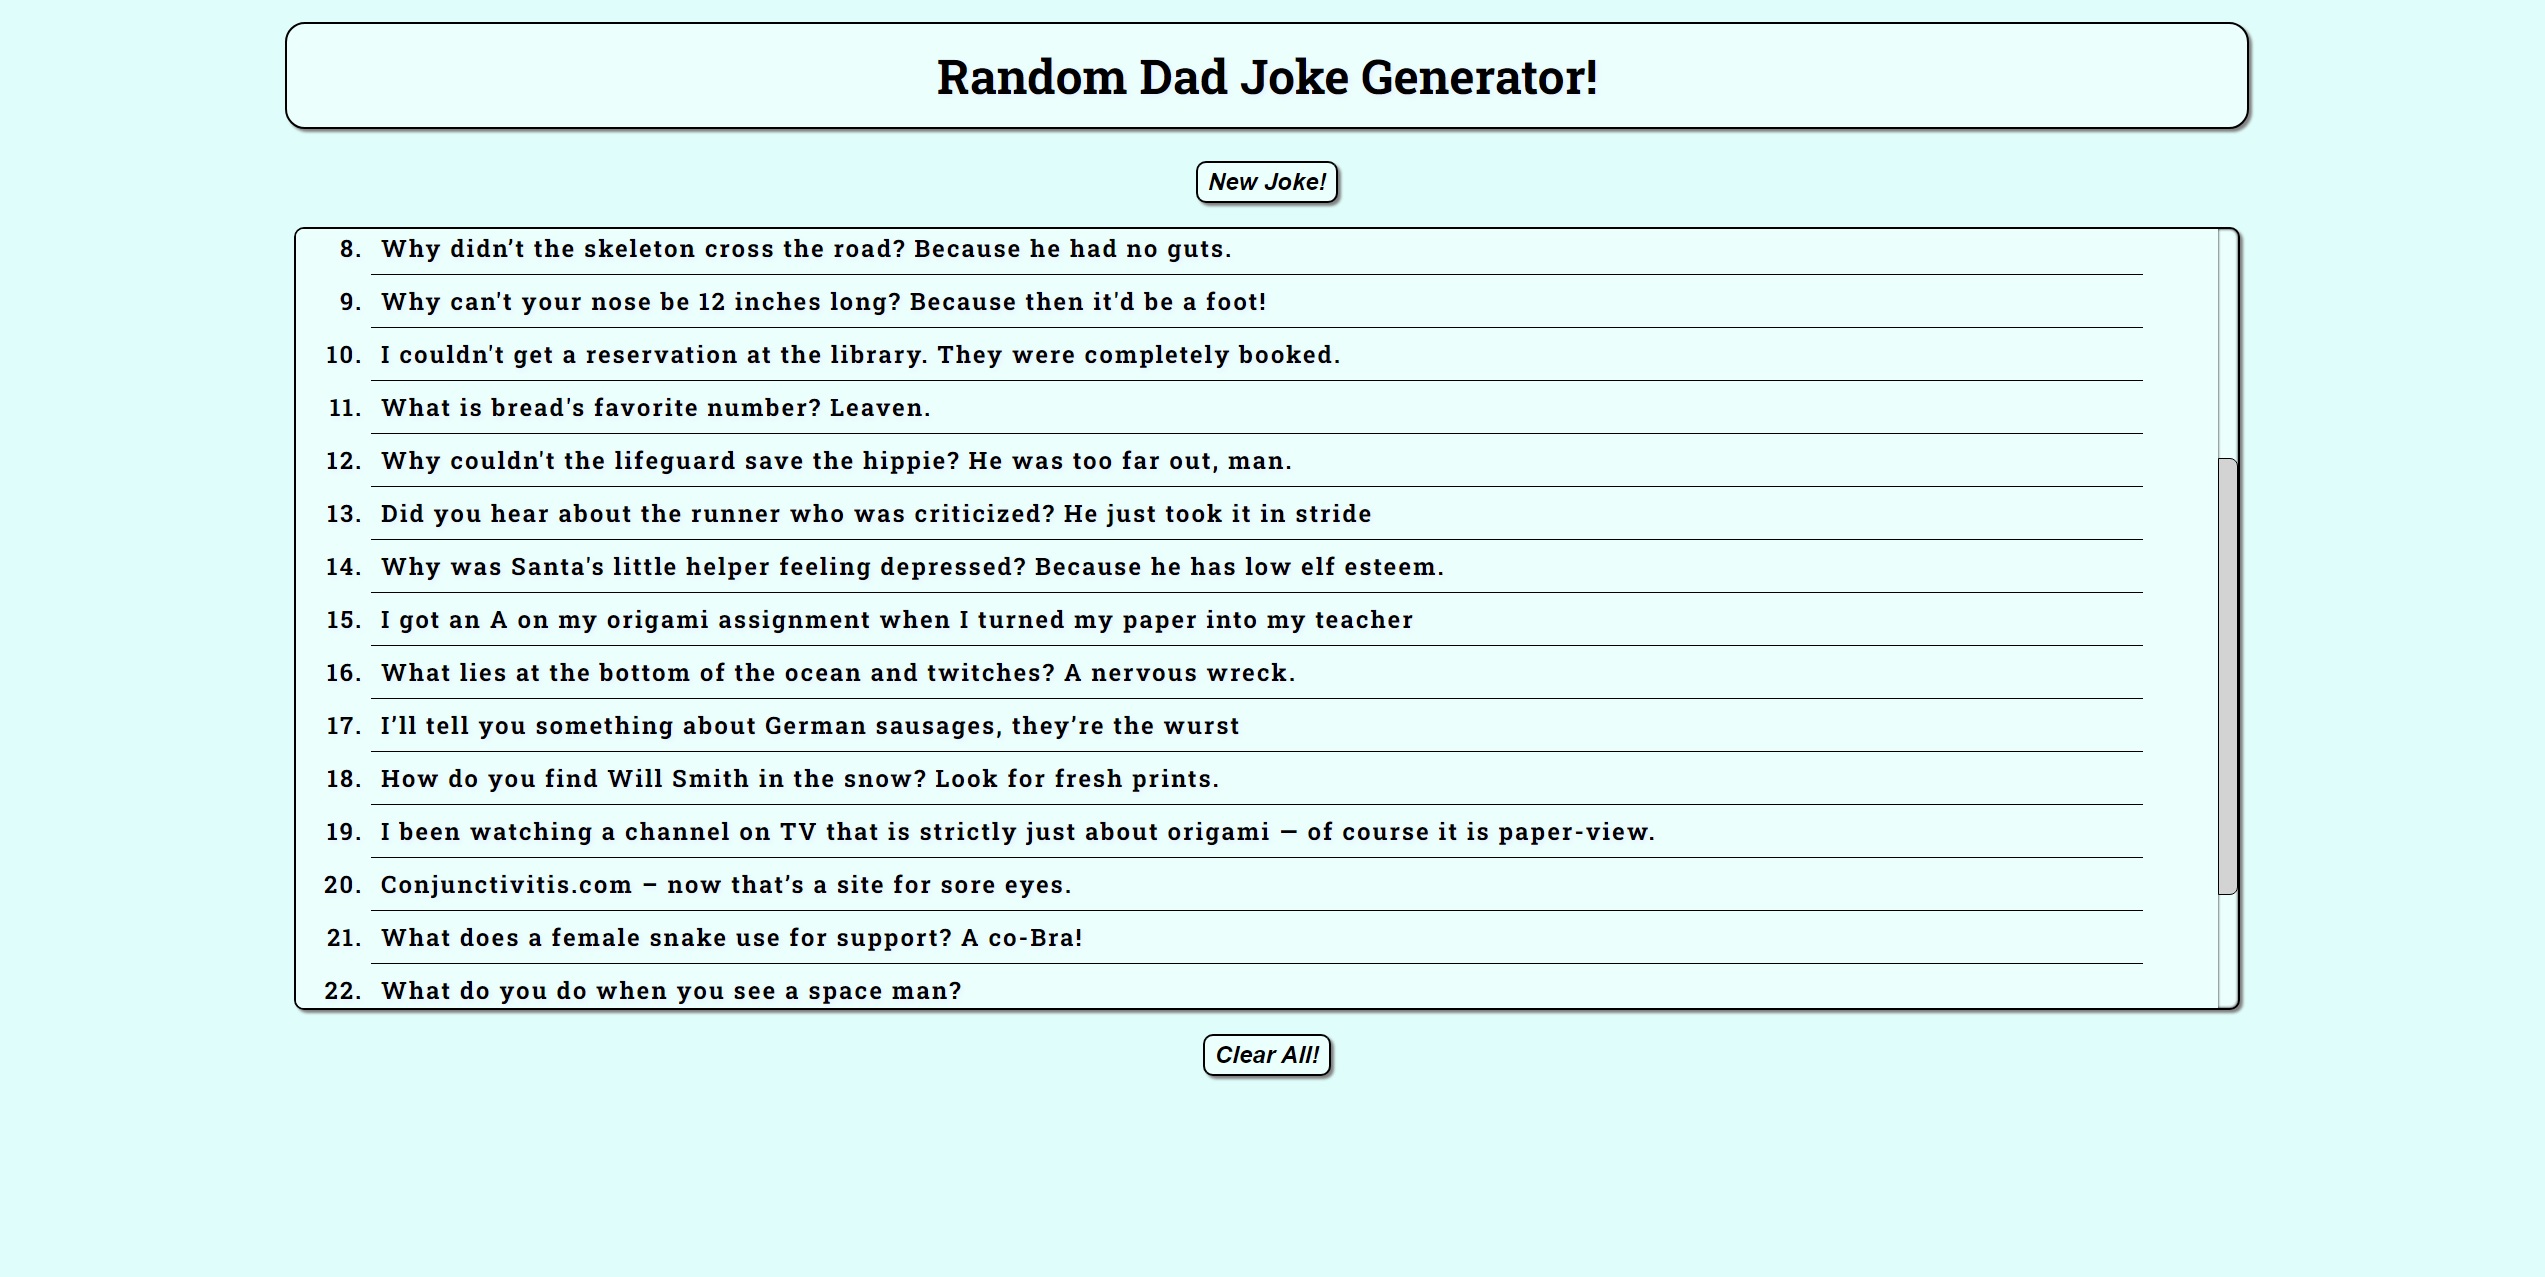 Random Dad Joke Generator!
New Joke!
8. Why didn’t the skeleton cross the road? Because he had no guts.
9. Why can't your nose be 12 inches long? Because then it'd be a foot!
10. I couldn't get a reservation at the library. They were completely booked.
11. What is bread's favorite number? Leaven.
12. Why couldn't the lifeguard save the hippie? He was too far out, man.
13. Did you hear about the runner who was criticized? He just took it in stride
14. Why was Santa's little helper feeling depressed? Because he has low elf esteem.
15. I got an A on my origami assignment when I turned my paper into my teacher
16. What lies at the bottom of the ocean and twitches? A nervous wreck.
17. I’ll tell you something about German sausages, they’re the wurst
18. How do you find Will Smith in the snow? Look for fresh prints.
19. I been watching a channel on TV that is strictly just about origami — of course it is paper-view.
20. Conjunctivitis.com – now that’s a site for sore eyes.
21. What does a female snake use for support? A co-Bra!
22. What do you do when you see a space man?
Clear All!